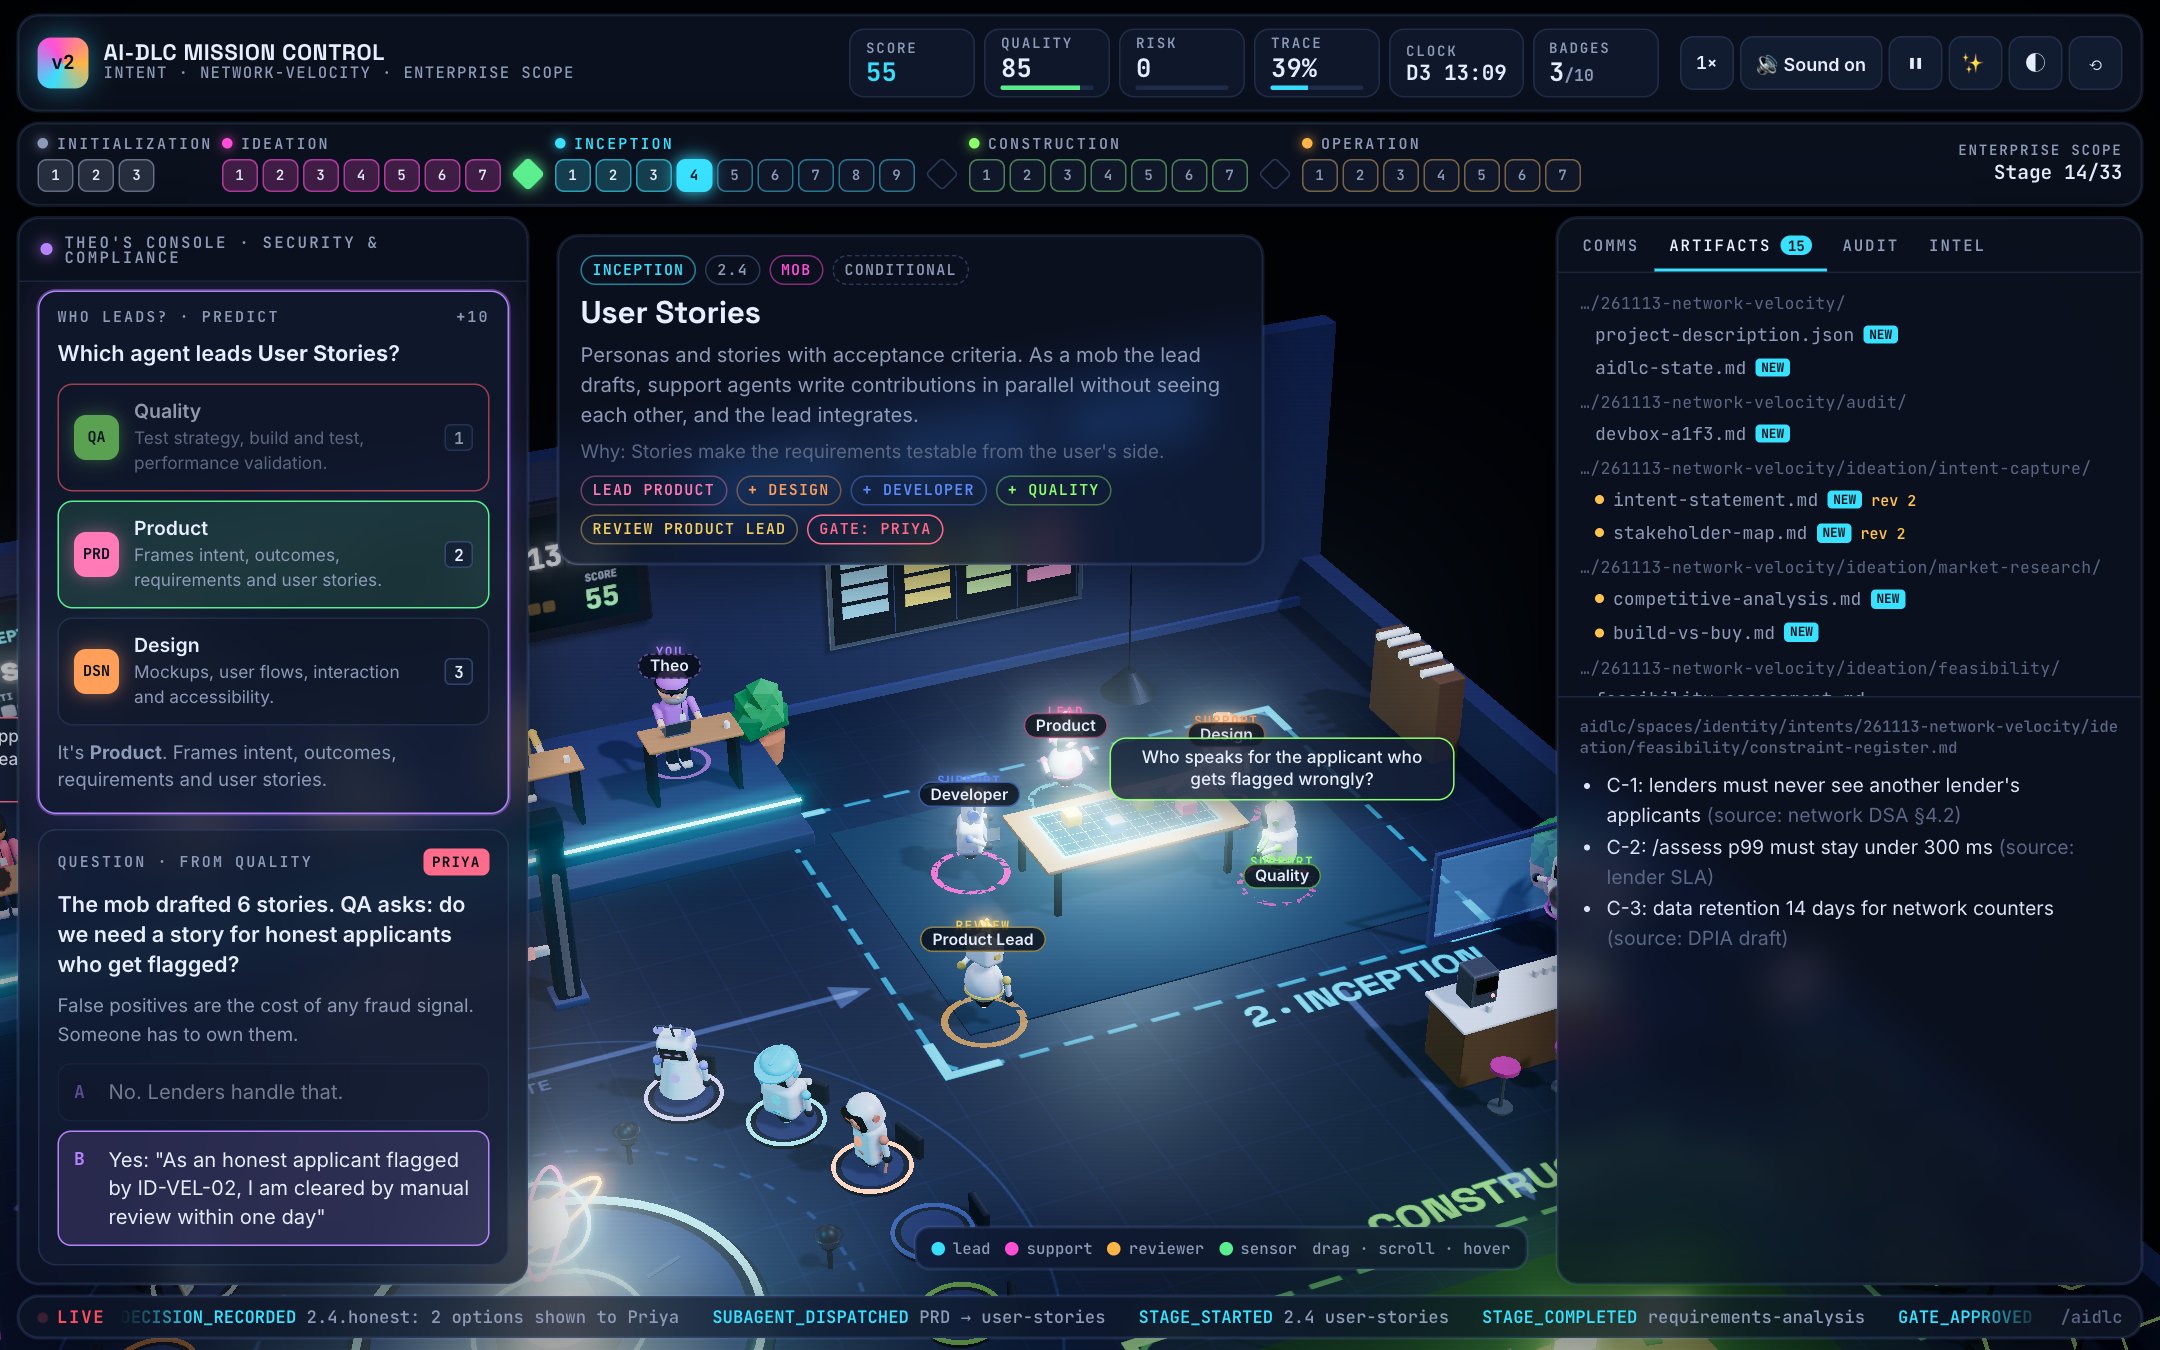 v2
AI-DLC MISSION CONTROL
INTENT · NETWORK-VELOCITY · ENTERPRISE SCOPE
SCORE
55
QUALITY
85
RISK
0
TRACE
39%
CLOCK
D3 13:09
BADGES
3/10
1×
Sound on
INITIALIZATION
1 2 3
IDEATION
1 2 3 4 5 6 7
INCEPTION
1 2 3 4 5 6 7 8 9
CONSTRUCTION
1 2 3 4 5 6 7
OPERATION
1 2 3 4 5 6 7
ENTERPRISE SCOPE
Stage 14/33
THEO'S CONSOLE · SECURITY &
COMPLIANCE
WHO LEADS? · PREDICT
+10
Which agent leads User Stories?
QA
Quality
Test strategy, build and test,
performance validation.
1
PRD
Product
Frames intent, outcomes,
requirements and user stories.
2
DSN
Design
Mockups, user flows, interaction
and accessibility.
3
It's Product. Frames intent, outcomes,
requirements and user stories.
QUESTION · FROM QUALITY
PRIYA
The mob drafted 6 stories. QA asks: do
we need a story for honest applicants
who get flagged?
False positives are the cost of any fraud signal.
Someone has to own them.
A No. Lenders handle that.
B Yes: "As an honest applicant flagged
by ID-VEL-02, I am cleared by manual
review within one day"
INCEPTION
2.4
MOB
CONDITIONAL
User Stories
Personas and stories with acceptance criteria. As a mob the lead
drafts, support agents write contributions in parallel without seeing
each other, and the lead integrates.
Why: Stories make the requirements testable from the user's side.
LEAD PRODUCT
+ DESIGN
+ DEVELOPER
+ QUALITY
REVIEW PRODUCT LEAD
GATE: PRIYA
13
SCORE
55
YOU
Theo
LEAD
Product
SUPPORT
Design
Who speaks for the applicant who
gets flagged wrongly?
SUPPORT
Developer
SUPPORT
Quality
REVIEW
Product Lead
2·INCEPTION
CONSTRU
lead
support
reviewer
sensor
drag · scroll · hover
COMMS
ARTIFACTS 15
AUDIT
INTEL
…/261113-network-velocity/
project-description.json NEW
aidlc-state.md NEW
…/261113-network-velocity/audit/
devbox-a1f3.md NEW
…/261113-network-velocity/ideation/intent-capture/
intent-statement.md NEW rev 2
stakeholder-map.md NEW rev 2
…/261113-network-velocity/ideation/market-research/
competitive-analysis.md NEW
build-vs-buy.md NEW
…/261113-network-velocity/ideation/feasibility/
aidlc/spaces/identity/intents/261113-network-velocity/ide
ation/feasibility/constraint-register.md
• C-1: lenders must never see another lender's
applicants (source: network DSA §4.2)
• C-2: /assess p99 must stay under 300 ms (source:
lender SLA)
• C-3: data retention 14 days for network counters
(source: DPIA draft)
LIVE
DECISION_RECORDED 2.4.honest: 2 options shown to Priya
SUBAGENT_DISPATCHED PRD → user-stories
STAGE_STARTED 2.4 user-stories
STAGE_COMPLETED requirements-analysis
GATE_APPROVED
/aidlc